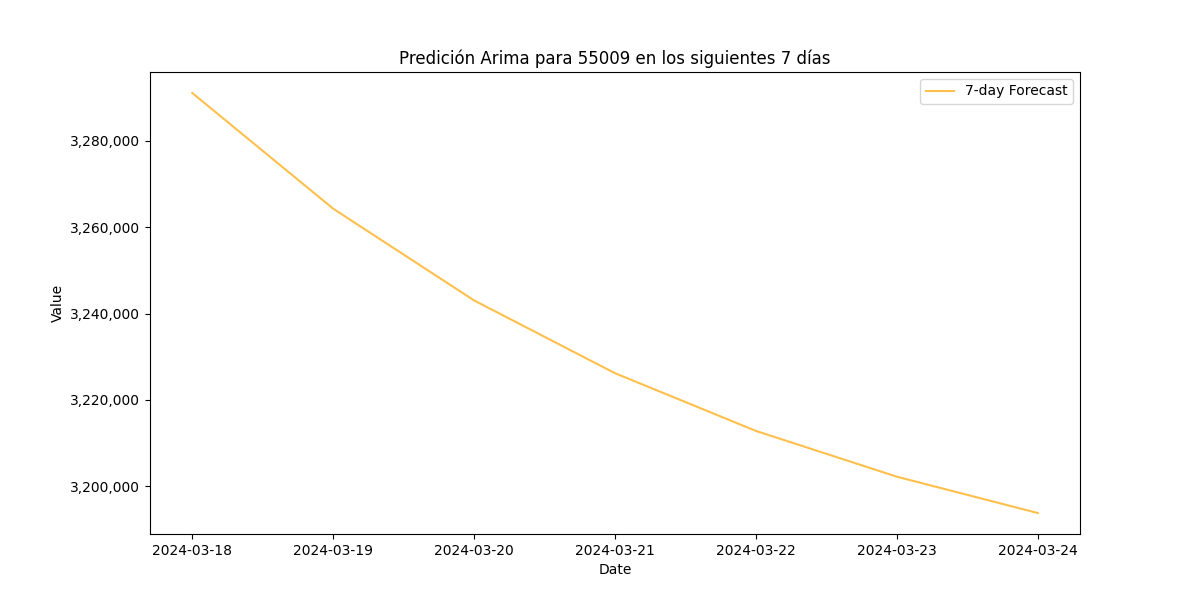 Predición Arima para 55009 en los siguientes 7 días
7-day Forecast
3,280,000
3,260,000
3,240,000
3,220,000
3,200,000
Value
2024-03-18 2024-03-19 2024-03-20 2024-03-21 2024-03-22 2024-03-23 2024-03-24
Date